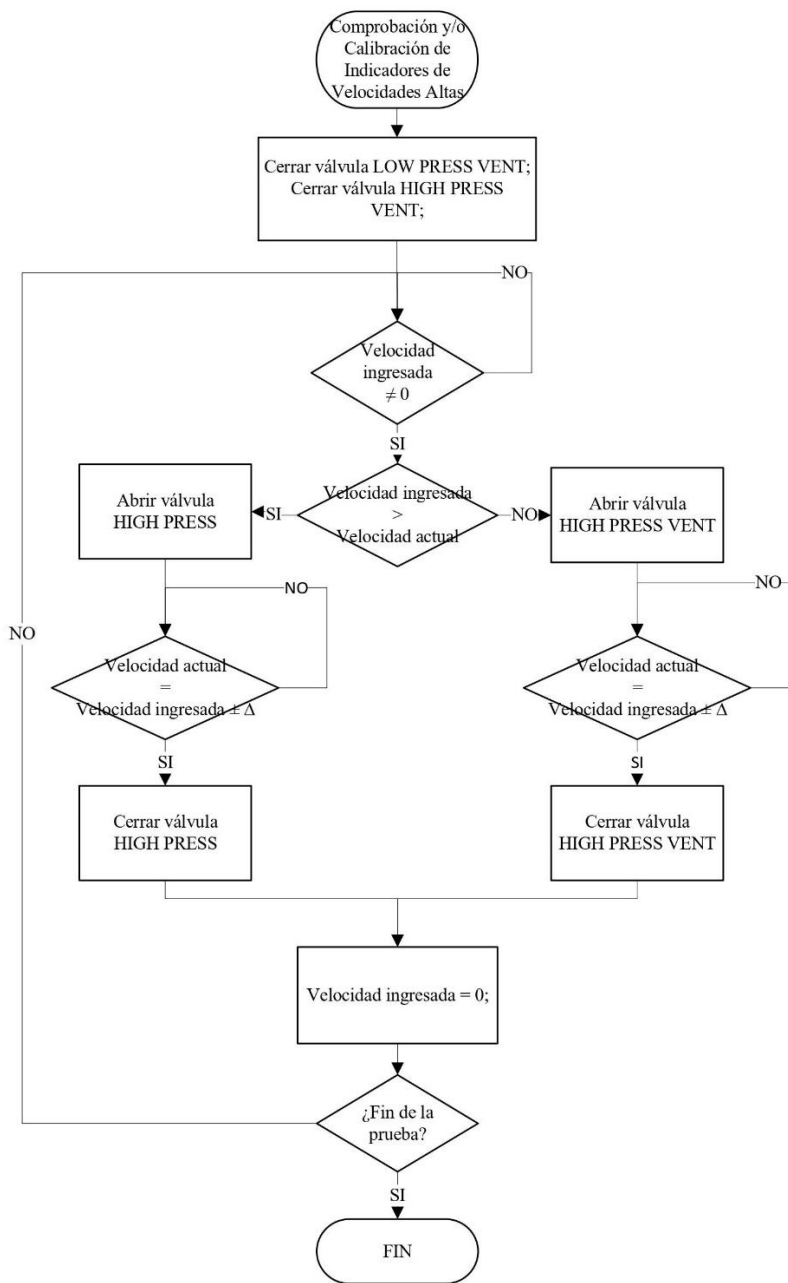 Comprobación y/o
Calibración de
Indicadores de
Velocidades Altas
Cerrar válvula LOW PRESS VENT;
Cerrar válvula HIGH PRESS
VENT;
NO
Velocidad
ingresada
≠ 0
SI
Abrir válvula
HIGH PRESS
SI
Velocidad ingresada
>
Velocidad actual
NO
Abrir válvula
HIGH PRESS VENT
NO
NO
NO
Velocidad actual
=
Velocidad ingresada ± Δ
Velocidad actual
=
Velocidad ingresada ± Δ
SI
SI
Cerrar válvula
HIGH PRESS
Cerrar válvula
HIGH PRESS VENT
Velocidad ingresada = 0;
¿Fin de la
prueba?
SI
FIN